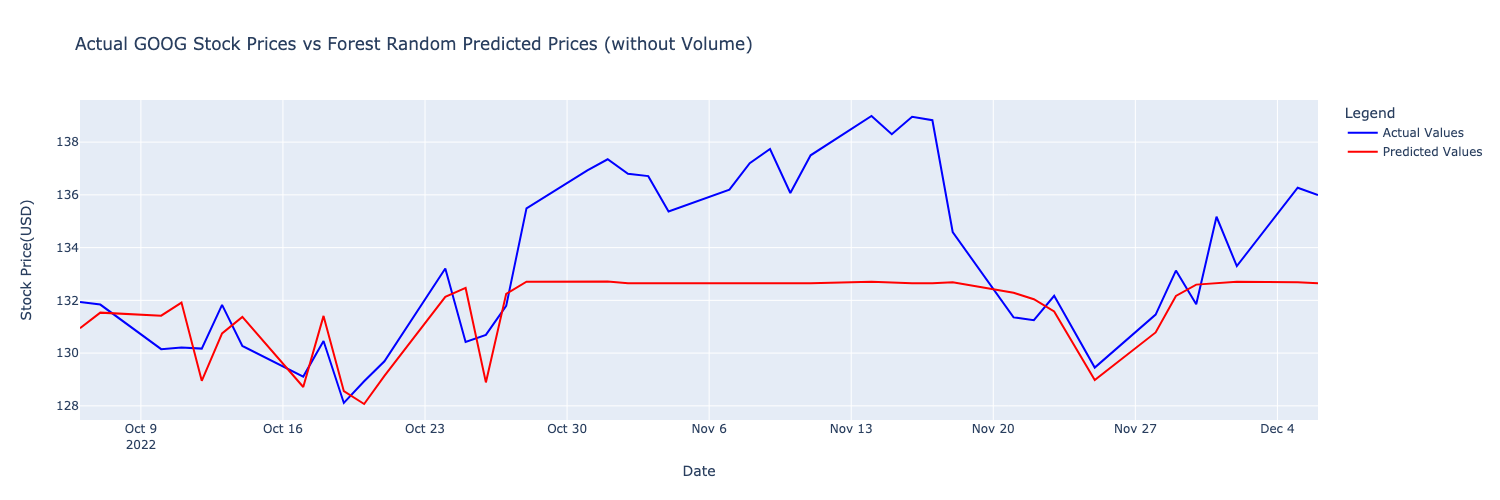 Actual GOOG Stock Prices vs Forest Random Predicted Prices (without Volume)
Legend
Actual Values
Predicted Values
Stock Price(USD)
138
136
134
132
130
128
Oct 9 Oct 16 Oct 23 Oct 30 Nov 6 Nov 13 Nov 20 Nov 27 Dec 4
2022
Date